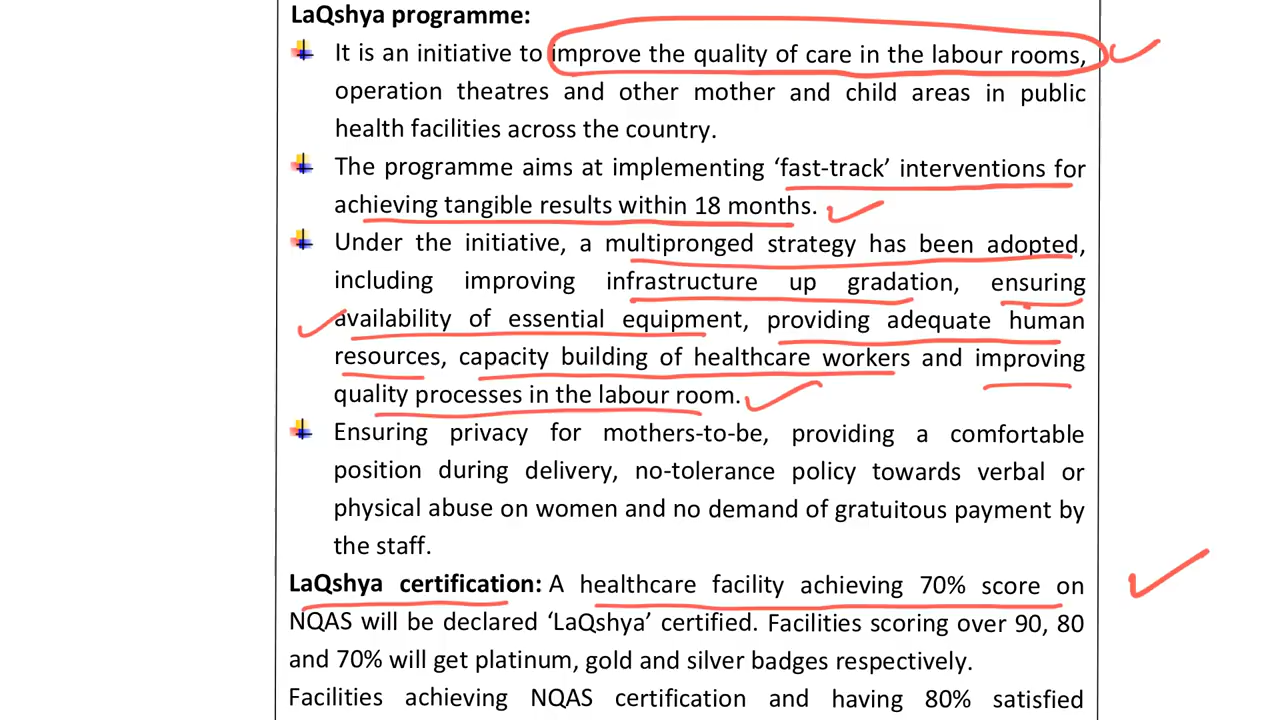 LaQshya programme:
It is an initiative to improve the quality of care in the labour rooms,
operation theatres and other mother and child areas in public
health facilities across the country.
The programme aims at implementing ‘fast-track’ interventions for
achieving tangible results within 18 months.
Under the initiative, a multipronged strategy has been adopted,
including improving infrastructure up gradation, ensuring
availability of essential equipment, providing adequate human
resources, capacity building of healthcare workers and improving
quality processes in the labour room.
Ensuring privacy for mothers-to-be, providing a comfortable
position during delivery, no-tolerance policy towards verbal or
physical abuse on women and no demand of gratuitous payment by
the staff.
LaQshya certification: A healthcare facility achieving 70% score on
NQAS will be declared ‘LaQshya’ certified. Facilities scoring over 90, 80
and 70% will get platinum, gold and silver badges respectively.
Facilities achieving NQAS certification and having 80% satisfied